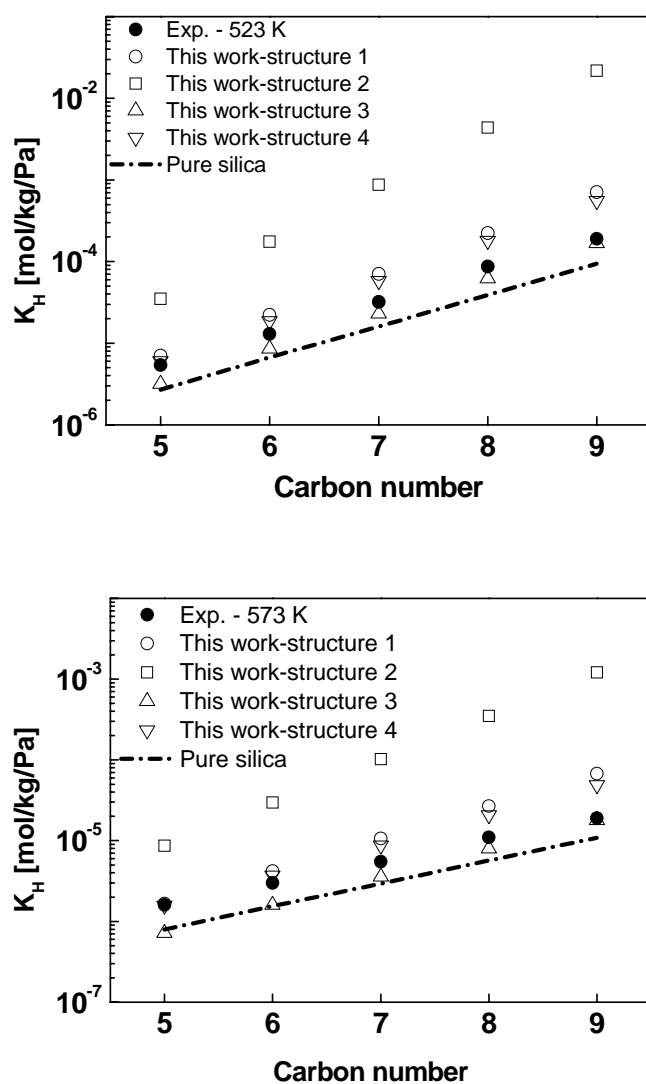 Exp. - 523 K
This work-structure 1
This work-structure 2
This work-structure 3
This work-structure 4
Pure silica
10⁻²
10⁻⁴
10⁻⁶
K_H [mol/kg/Pa]
5 6 7 8 9
Carbon number
Exp. - 573 K
This work-structure 1
This work-structure 2
This work-structure 3
This work-structure 4
Pure silica
10⁻³
10⁻⁵
10⁻⁷
K_H [mol/kg/Pa]
5 6 7 8 9
Carbon number